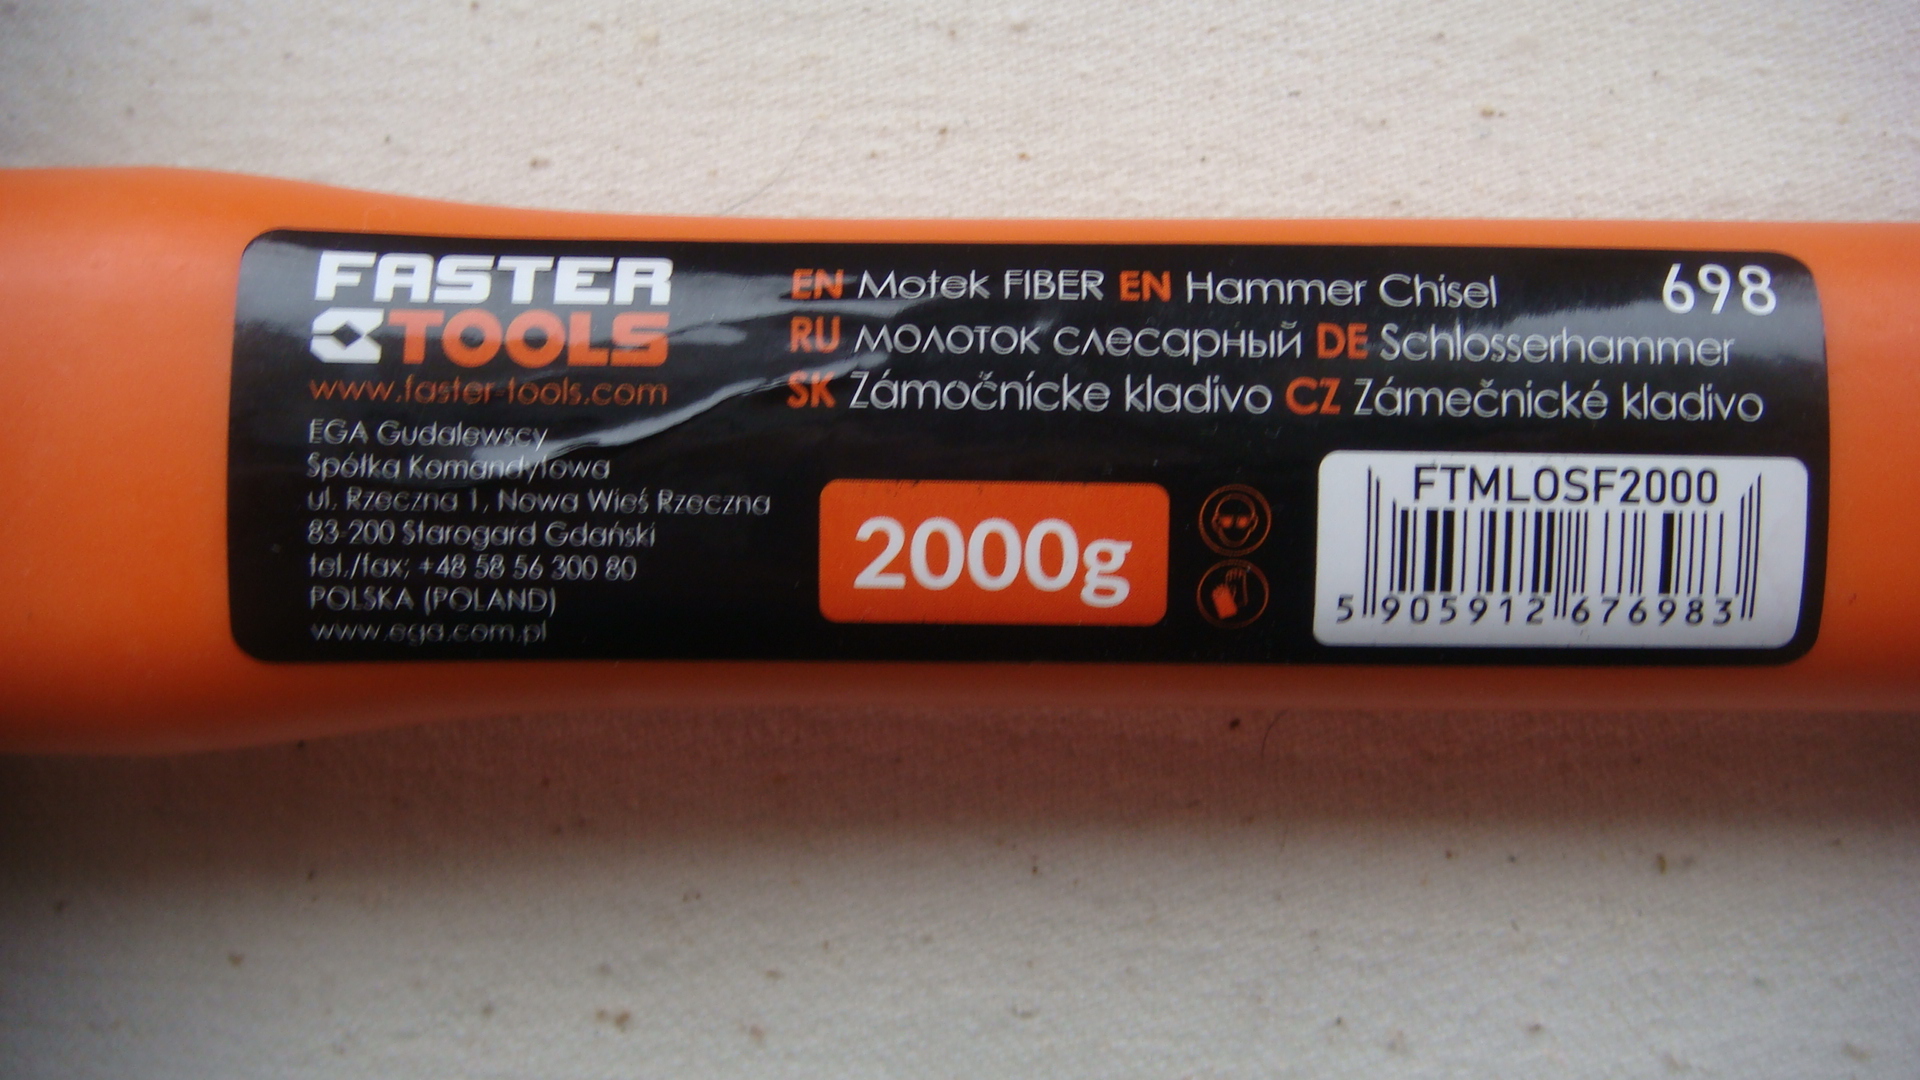 FASTER
TOOLS
www.faster-tools.com
EGA Gudalewscy
Spółka Komandytowa
ul. Rzeczna 1, Nowa Wieś Rzeczna
83-200 Starogard Gdański
tel./fax; +48 58 56 300 80
POLSKA (POLAND)
www.ega.com.pl
EN Motek FIBER EN Hammer Chisel
698
RU молоток слесарный DE Schlosserhammer
SK Zámočnícke kladivo CZ Zámečnické kladivo
2000g
FTMLOSF2000
5 905912 676983